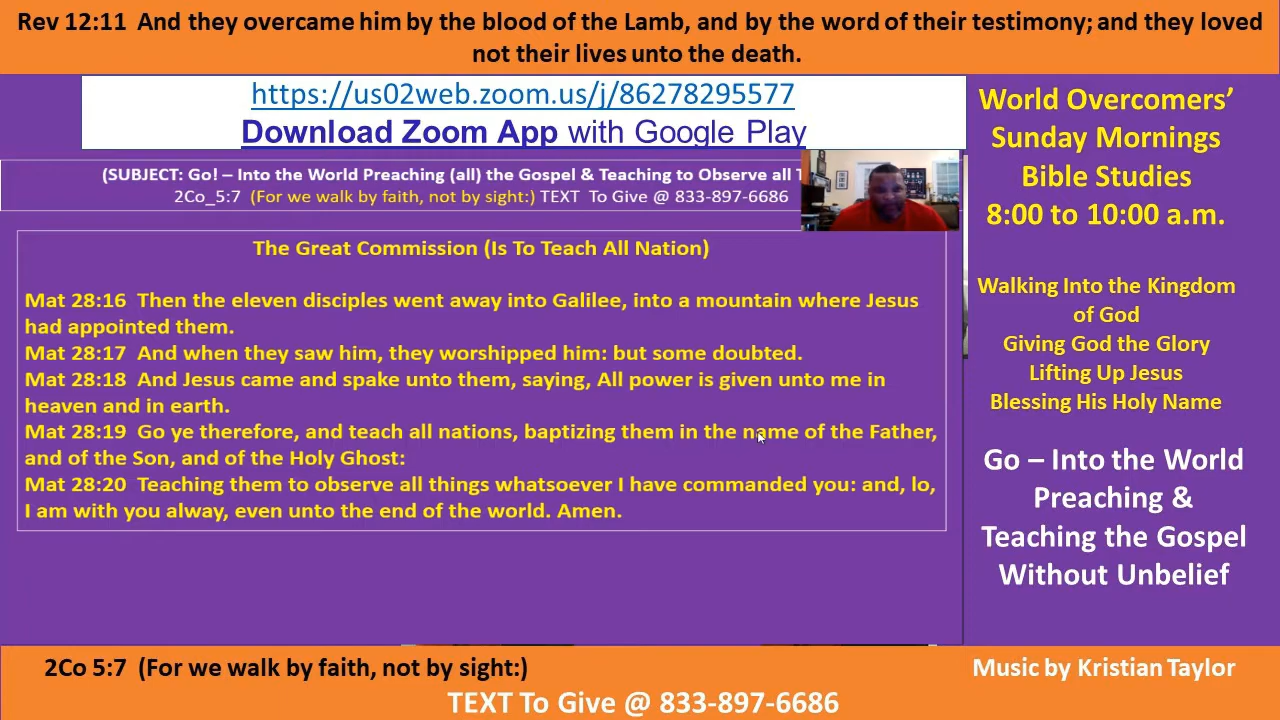 Rev 12:11  And they overcame him by the blood of the Lamb, and by the word of their testimony; and they loved
not their lives unto the death.
https://us02web.zoom.us/j/86278295577
Download Zoom App with Google Play
(SUBJECT: Go! – Into the World Preaching (all) the Gospel & Teaching to Observe all
2Co_5:7  (For we walk by faith, not by sight:) TEXT  To Give @ 833-897-6686
The Great Commission (Is To Teach All Nation)
Mat 28:16  Then the eleven disciples went away into Galilee, into a mountain where Jesus
had appointed them.
Mat 28:17  And when they saw him, they worshipped him: but some doubted.
Mat 28:18  And Jesus came and spake unto them, saying, All power is given unto me in
heaven and in earth.
Mat 28:19  Go ye therefore, and teach all nations, baptizing them in the name of the Father,
and of the Son, and of the Holy Ghost:
Mat 28:20  Teaching them to observe all things whatsoever I have commanded you: and, lo,
I am with you alway, even unto the end of the world. Amen.
World Overcomers’
Sunday Mornings
Bible Studies
8:00 to 10:00 a.m.
Walking Into the Kingdom
of God
Giving God the Glory
Lifting Up Jesus
Blessing His Holy Name
Go – Into the World
Preaching &
Teaching the Gospel
Without Unbelief
2Co 5:7  (For we walk by faith, not by sight:)
Music by Kristian Taylor
TEXT To Give @ 833-897-6686